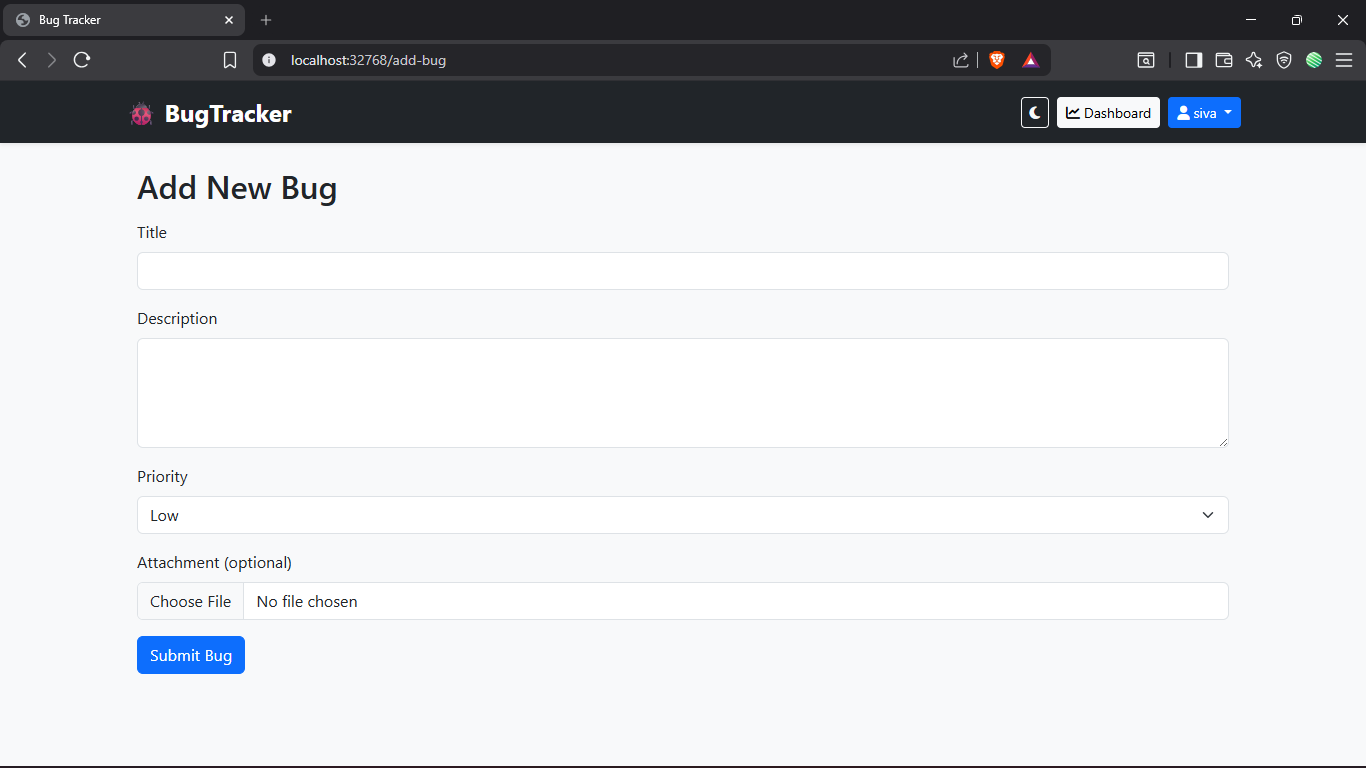 Bug Tracker
localhost:32768/add-bug
BugTracker
Dashboard
siva
Add New Bug
Title
Description
Priority
Low
Attachment (optional)
Choose File No file chosen
Submit Bug